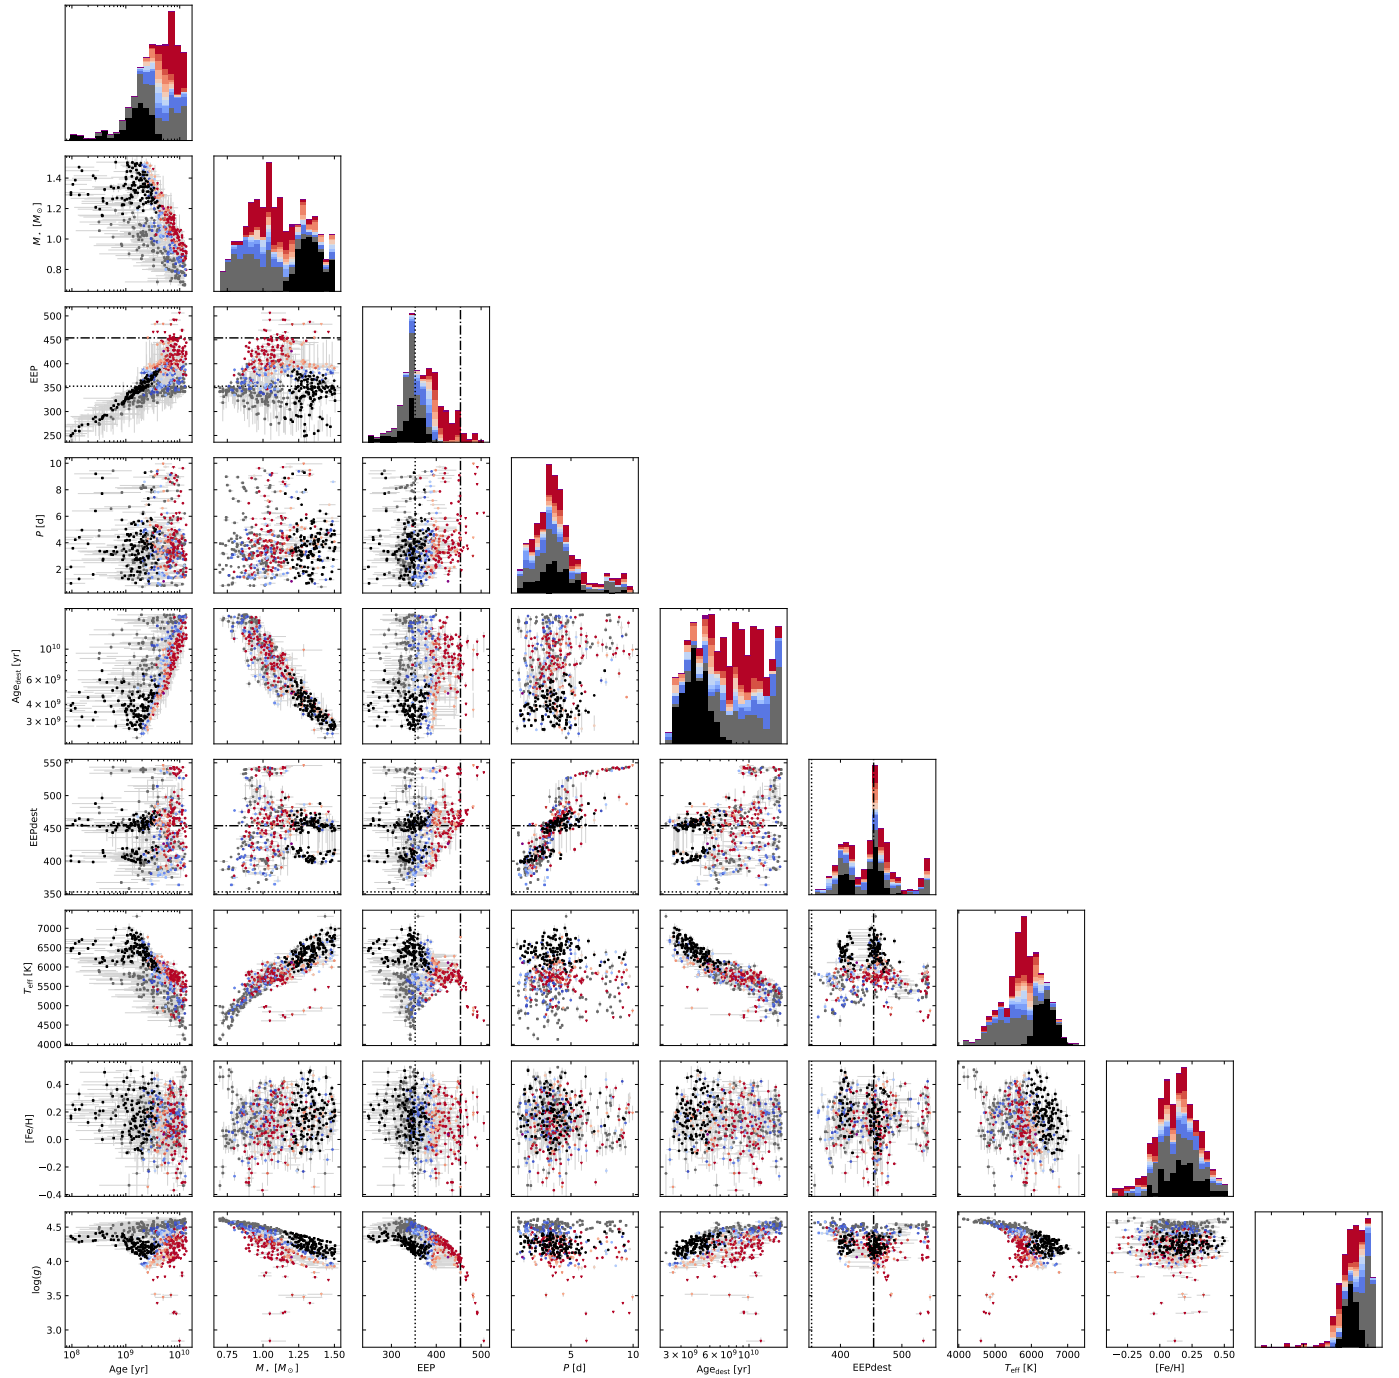 1.4
1.2
1.0
0.8
M⋆ [M⊙]
500
450
400
350
300
250
EEP
10
8
6
4
2
P [d]
10¹⁰
6 × 10⁹
4 × 10⁹
3 × 10⁹
Age_dest [yr]
550
500
450
400
350
EEPdest
7000
6500
6000
5500
5000
4500
4000
T_eff [K]
0.4
0.2
0.0
−0.2
−0.4
[Fe/H]
4.5
4.0
3.5
3.0
log(g)
10⁸ 10⁹ 10¹⁰
Age [yr]
0.75 1.00 1.25 1.50
M⋆ [M⊙]
300 400 500
EEP
5 10
P [d]
3 × 10⁹ 6 × 10⁹ 10¹⁰
Age_dest [yr]
400 500
EEPdest
4000 5000 6000 7000
T_eff [K]
−0.25 0.00 0.25 0.50
[Fe/H]